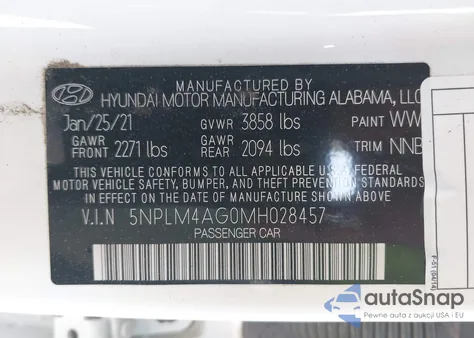 MANUFACTURED BY
HYUNDAI MOTOR MANUFACTURING ALABAMA, LLC
Jan/25/21 GVWR 3858 lbs PAINT WW
GAWR FRONT 2271 lbs GAWR REAR 2094 lbs TRIM NNB
THIS VEHICLE CONFORMS TO ALL APPLICABLE U.S. FEDERAL
MOTOR VEHICLE SAFETY, BUMPER, AND THEFT PREVENTION STANDARDS
IN EFFECT ON THE DATE OF MANUFACTURE SHOWN ABOVE.
V.I.N 5NPLM4AG0MH028457
PASSENGER CAR
autoSnap
Pewne auta z aukcji USA i EU